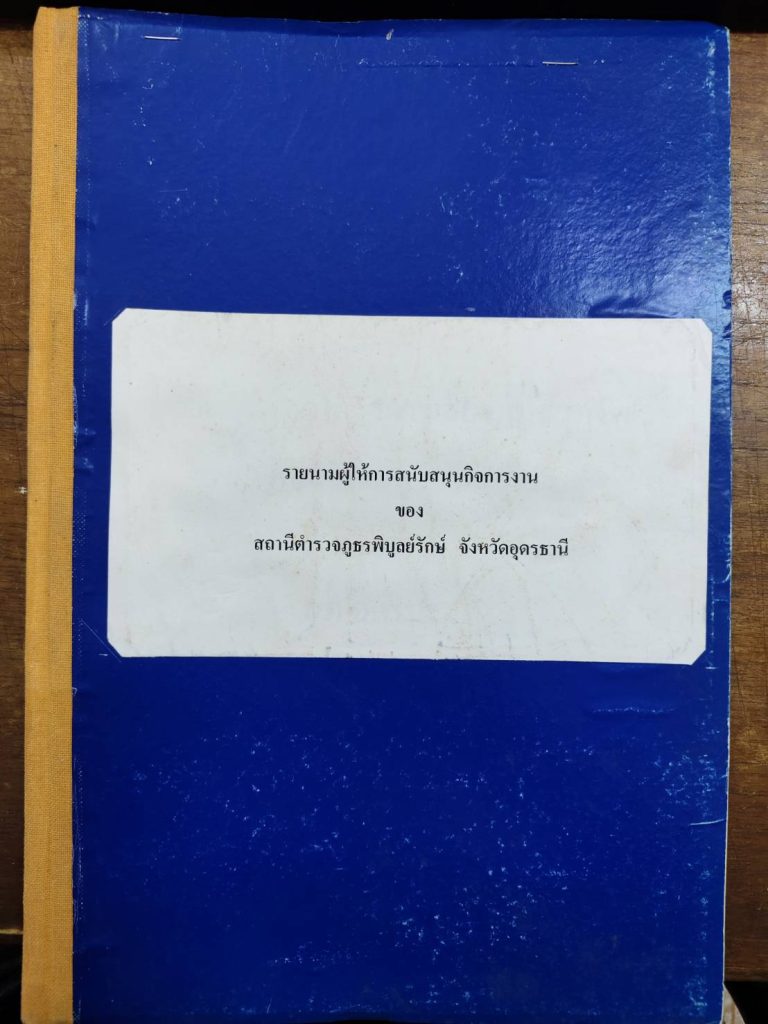 รายนามผู้ให้การสนับสนุนกิจการงาน
ของ
สถานีตำรวจภูธรพิบูลย์รักษ์ จังหวัดอุดรธานี